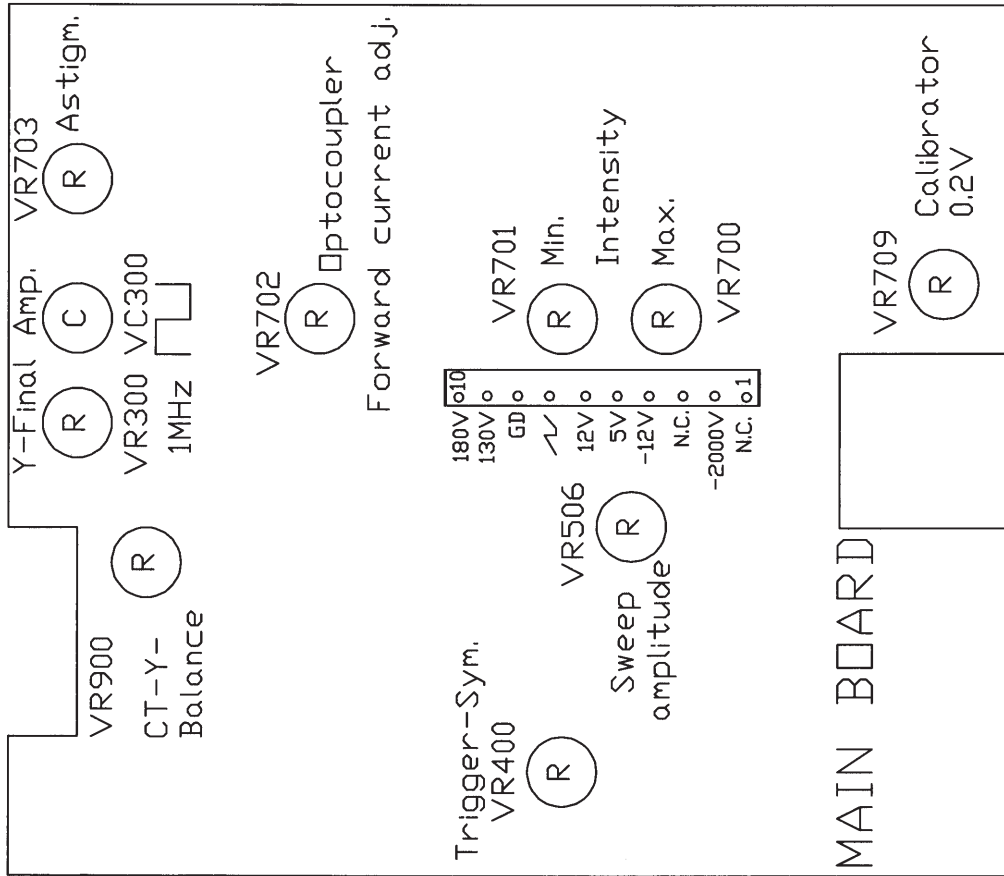 Y-Final Amp.
VR703
R
C
R
Astigm.
VR900
VR300
VC300
R
CT-Y-
Balance
1MHz
VR702
R
Optocoupler
Forward current adj.
Trigger-Sym.
VR400
R
180V 10
130V
GD
12V
5V
-12V
N.C.
-2000V
N.C. 1
VR701
R
Min.
Intensity
R
Max.
VR700
VR506
R
Sweep
amplitude
MAIN BOARD
VR709
R
Calibrator
0.2V